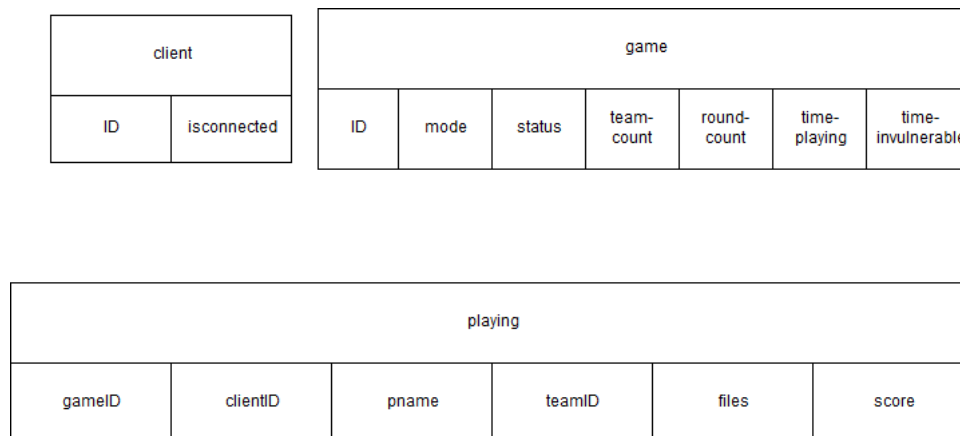 client
game
ID
isconnected
ID
mode
status
team-
count
round-
count
time-
playing
time-
invulnerable
playing
gameID
clientID
pname
teamID
files
score